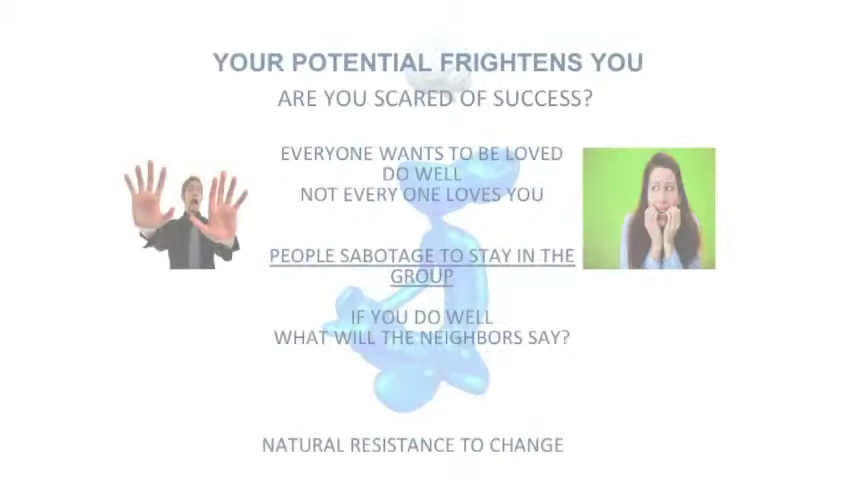 YOUR POTENTIAL FRIGHTENS YOU
ARE YOU SCARED OF SUCCESS?
EVERYONE WANTS TO BE LOVED
DO WELL
NOT EVERY ONE LOVES YOU
PEOPLE SABOTAGE TO STAY IN THE
GROUP
IF YOU DO WELL
WHAT WILL THE NEIGHBORS SAY?
NATURAL RESISTANCE TO CHANGE